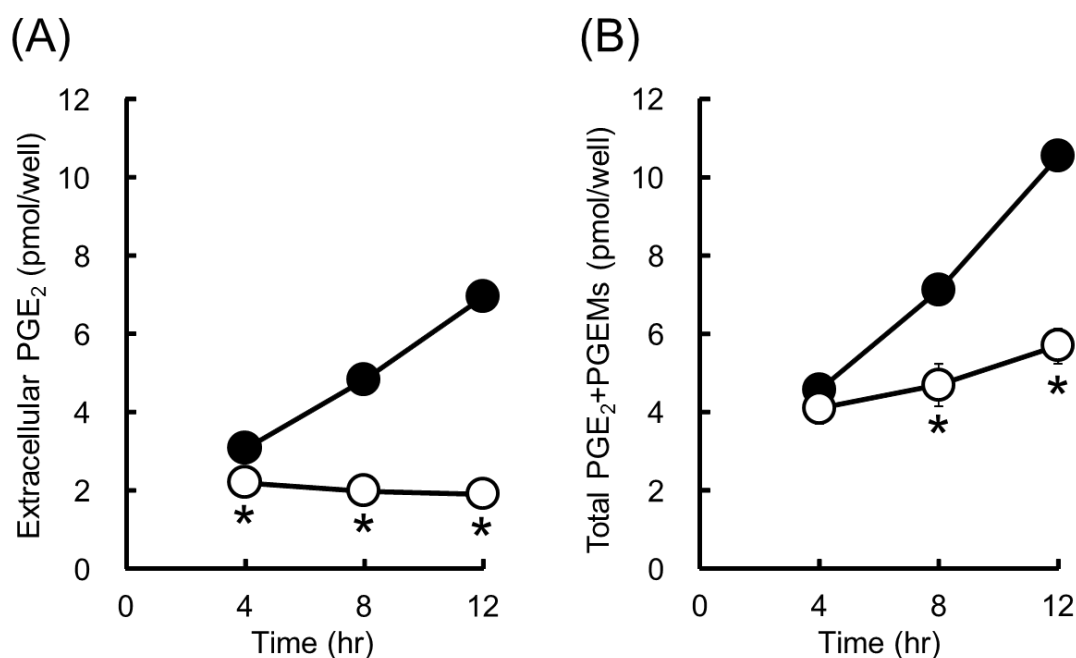 (A)
Extracellular PGE₂ (pmol/well)
12
10
8
6
4
2
0
* * *
0 4 8 12
Time (hr)
(B)
Total PGE₂+PGEMs (pmol/well)
12
10
8
6
4
2
0
* *
0 4 8 12
Time (hr)